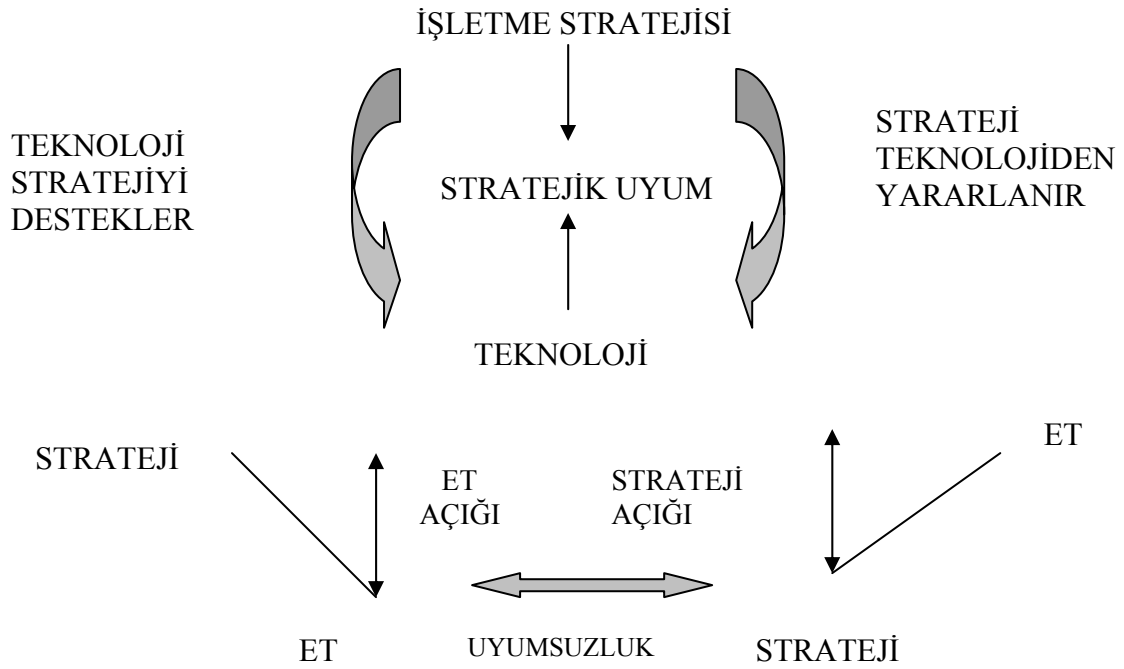 İŞLETME STRATEJİSİ
TEKNOLOJİ
STRATEJİYİ
DESTEKLER
STRATEJİK UYUM
STRATEJİ
TEKNOLOJİDEN
YARARLANIR
TEKNOLOJİ
STRATEJİ
ET
AÇIĞI
STRATEJİ
AÇIĞI
ET
ET
UYUMSUZLUK
STRATEJİ